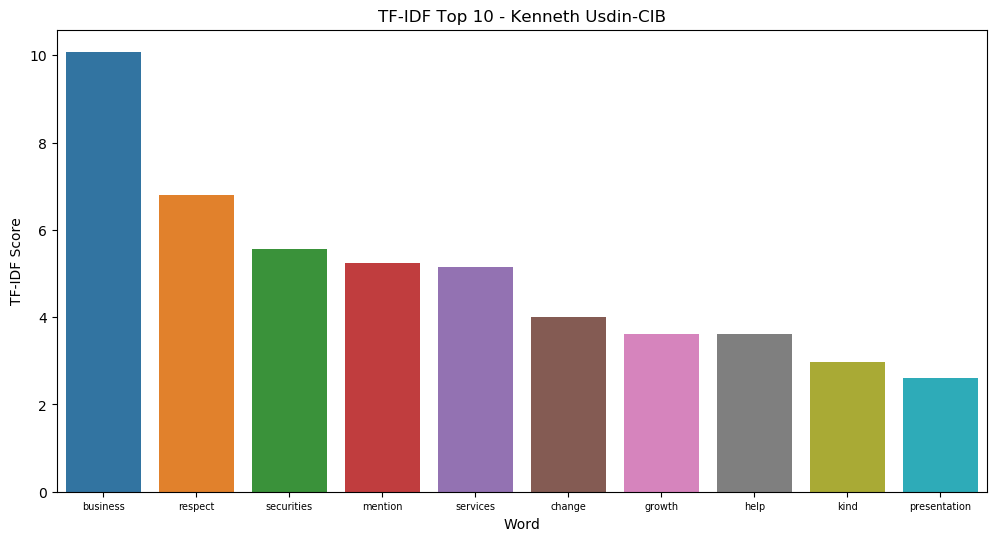 TF-IDF Top 10 - Kenneth Usdin-CIB
TF-IDF Score
10
8
6
4
2
0
business respect securities mention services change growth help kind presentation
Word